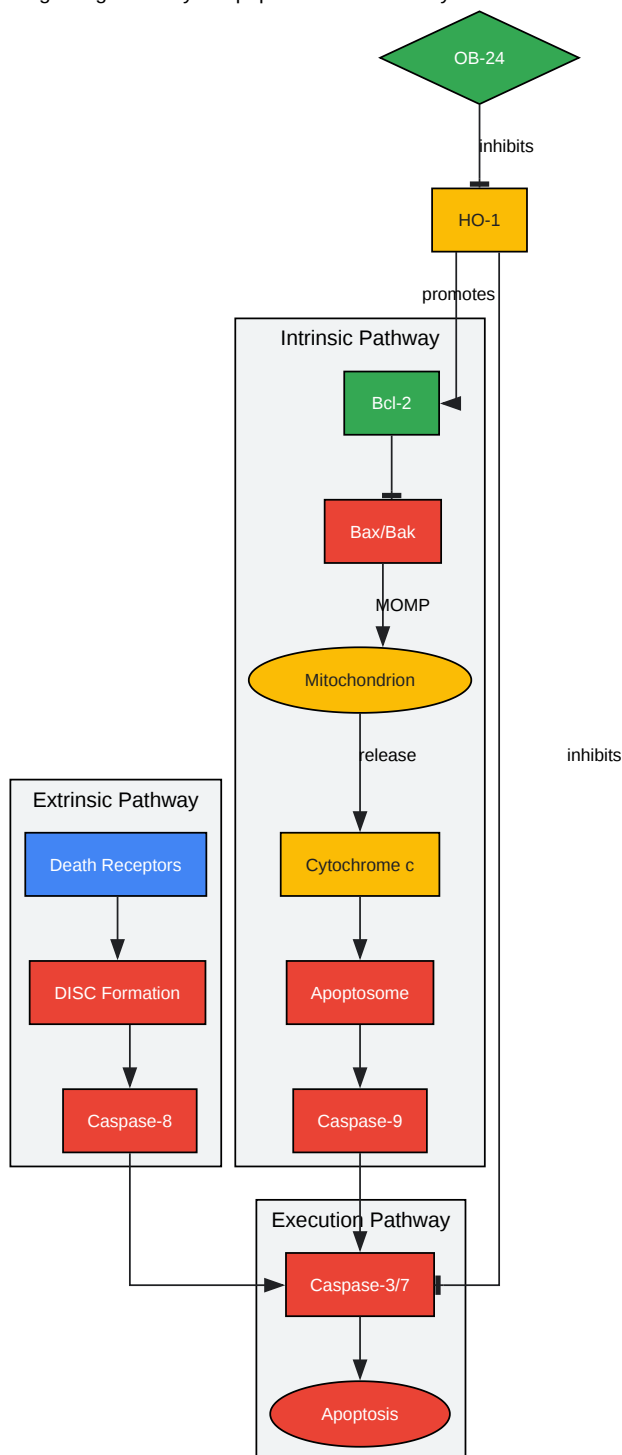 OB-24
inhibits
HO-1
promotes
Intrinsic Pathway
Bcl-2
Bax/Bak
MOMP
Mitochondrion
release
inhibits
Extrinsic Pathway
Death Receptors
Cytochrome c
DISC Formation
Apoptosome
Caspase-8
Caspase-9
Execution Pathway
Caspase-3/7
Apoptosis